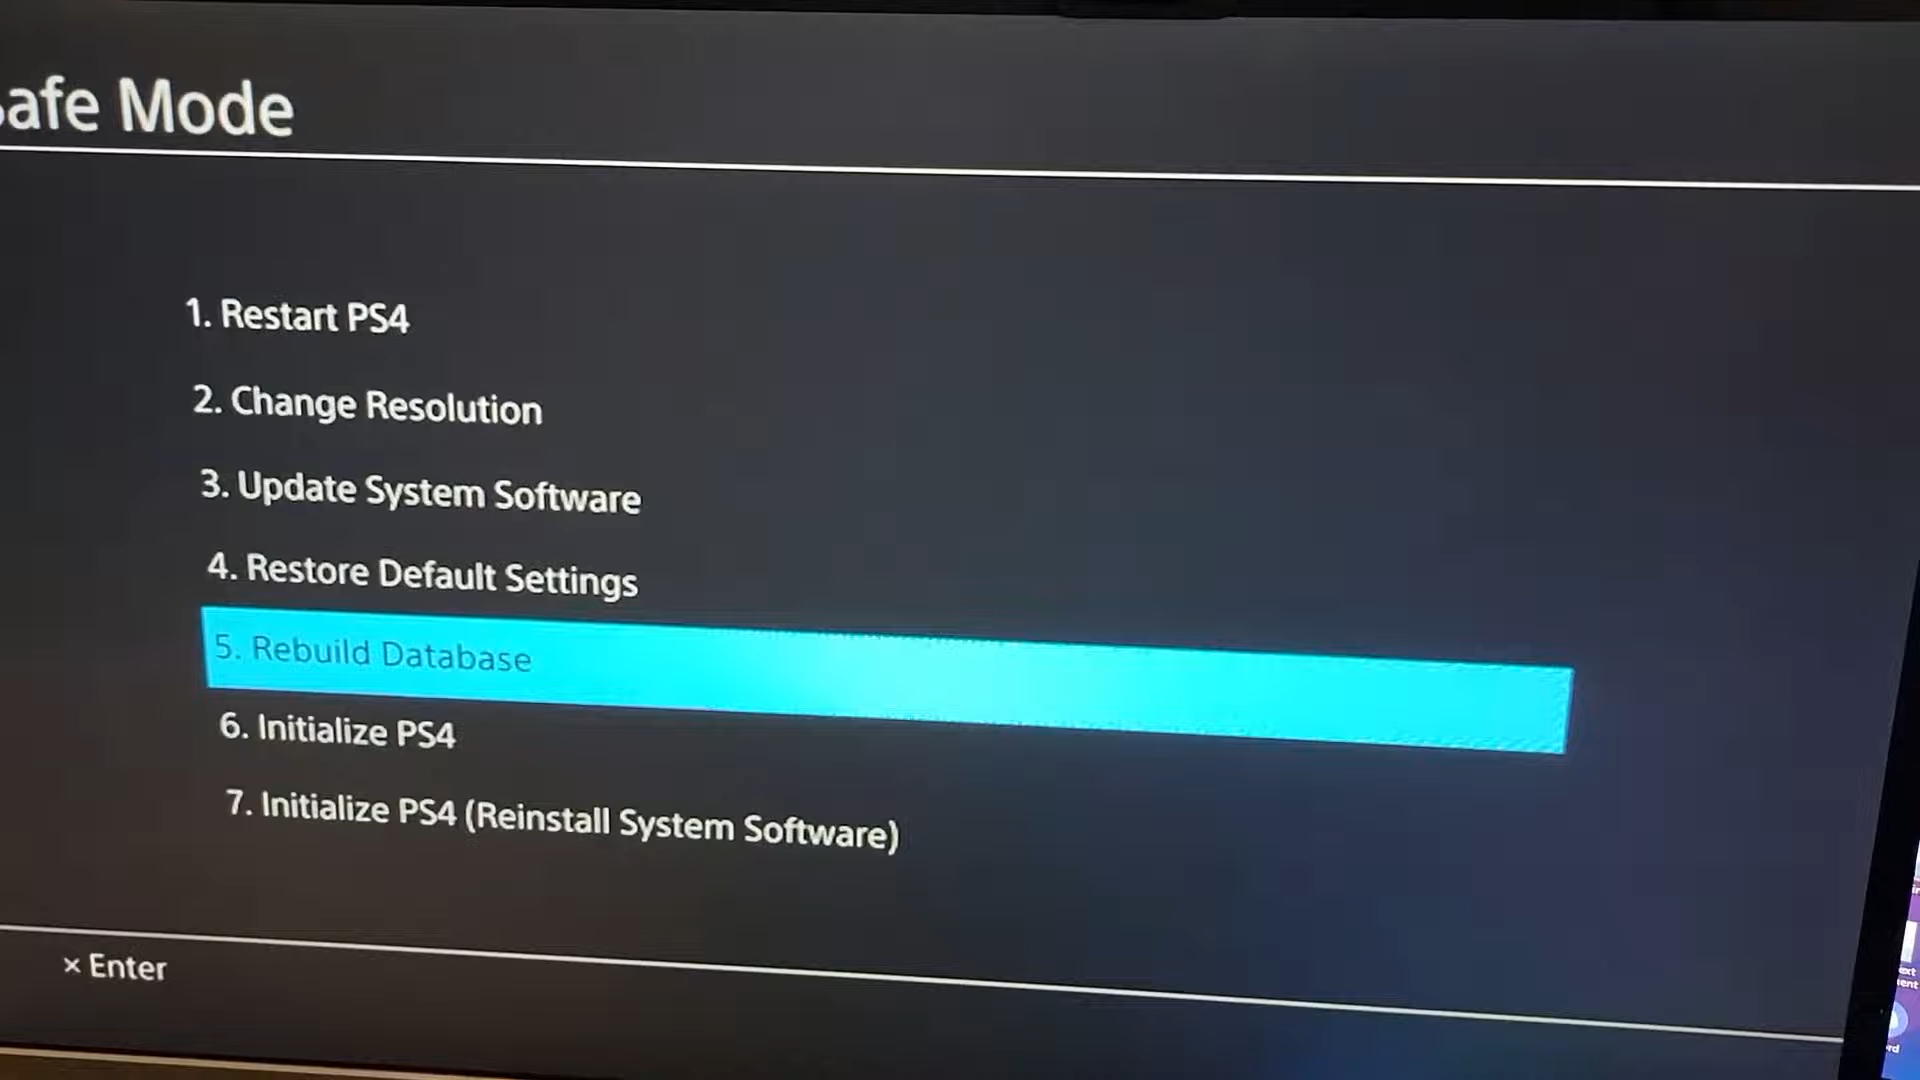 afe Mode
1. Restart PS4
2. Change Resolution
3. Update System Software
4. Restore Default Settings
5. Rebuild Database
6. Initialize PS4
7. Initialize PS4 (Reinstall System Software)
× Enter